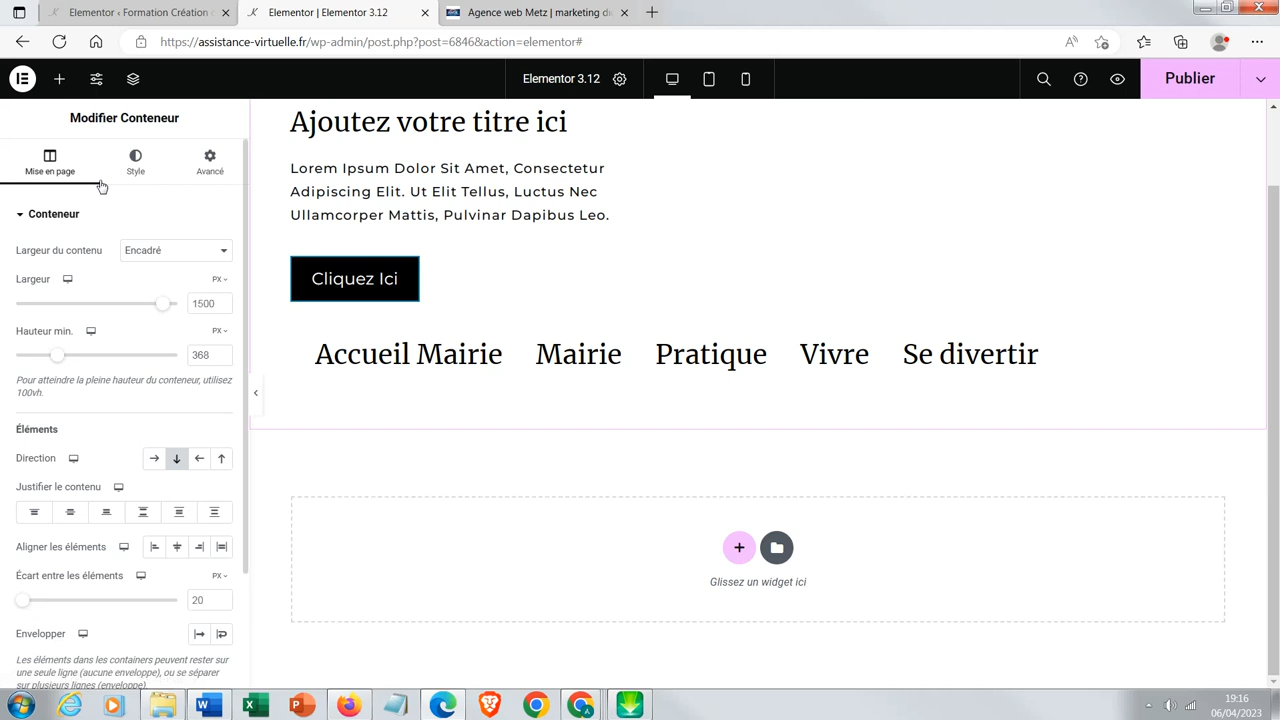 Elementor ‹ Formation Création d
Elementor | Elementor 3.12
Agence web Metz | marketing di
https://assistance-virtuelle.fr/wp-admin/post.php?post=6846&action=elementor#
Elementor 3.12
Publier
Modifier Conteneur
Mise en page
Style
Avancé
Conteneur
Largeur du contenu
Encadré
Largeur
PX
1500
Hauteur min.
PX
368
Pour atteindre la pleine hauteur du conteneur, utilisez
100vh.
Éléments
Direction
Justifier le contenu
Aligner les éléments
Écart entre les éléments
PX
20
Envelopper
Les éléments dans les containers peuvent rester sur
une seule ligne (aucune enveloppe), ou se séparer
sur plusieurs lignes (enveloppe).
Ajoutez votre titre ici
Lorem Ipsum Dolor Sit Amet, Consectetur
Adipiscing Elit. Ut Elit Tellus, Luctus Nec
Ullamcorper Mattis, Pulvinar Dapibus Leo.
Cliquez Ici
Accueil Mairie Mairie Pratique Vivre Se divertir
Glissez un widget ici
19:16
06/04/2023